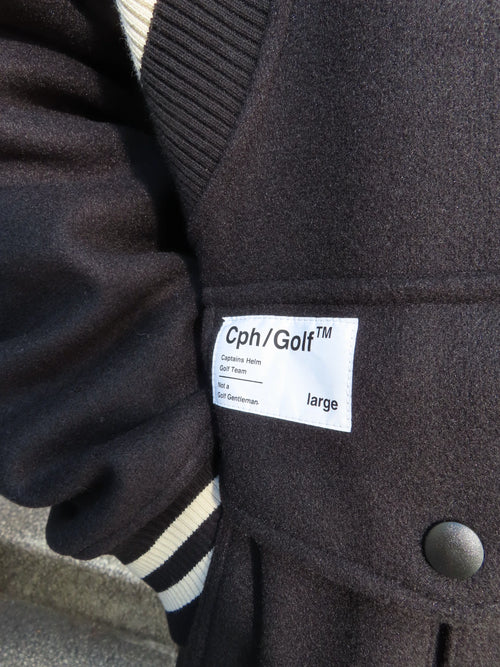 Cph/Golf™
Captains Helm
Golf Team
Not a
Golf Gentleman
large